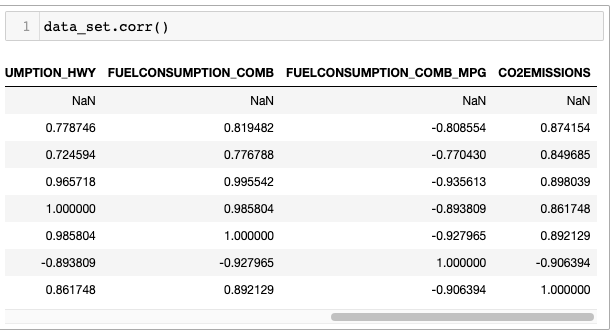 1 data_set.corr()
UMPTION_HWY FUELCONSUMPTION_COMB FUELCONSUMPTION_COMB_MPG CO2EMISSIONS
NaN NaN NaN NaN
0.778746 0.819482 -0.808554 0.874154
0.724594 0.776788 -0.770430 0.849685
0.965718 0.995542 -0.935613 0.898039
1.000000 0.985804 -0.893809 0.861748
0.985804 1.000000 -0.927965 0.892129
-0.893809 -0.927965 1.000000 -0.906394
0.861748 0.892129 -0.906394 1.000000